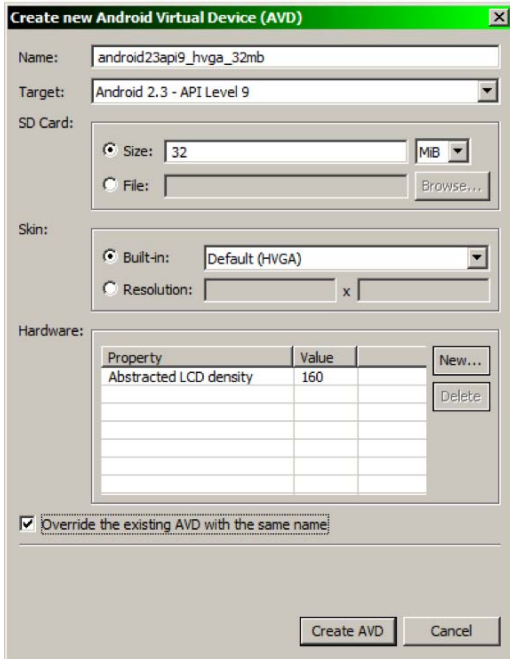 Create new Android Virtual Device (AVD)
Name: android23api9_hvga_32mb
Target: Android 2.3 - API Level 9
SD Card:
Size: 32 MiB
File: Browse...
Skin:
Built-in: Default (HVGA)
Resolution: x
Hardware:
Property Value New...
Abstracted LCD density 160
Delete
Override the existing AVD with the same name
Create AVD Cancel